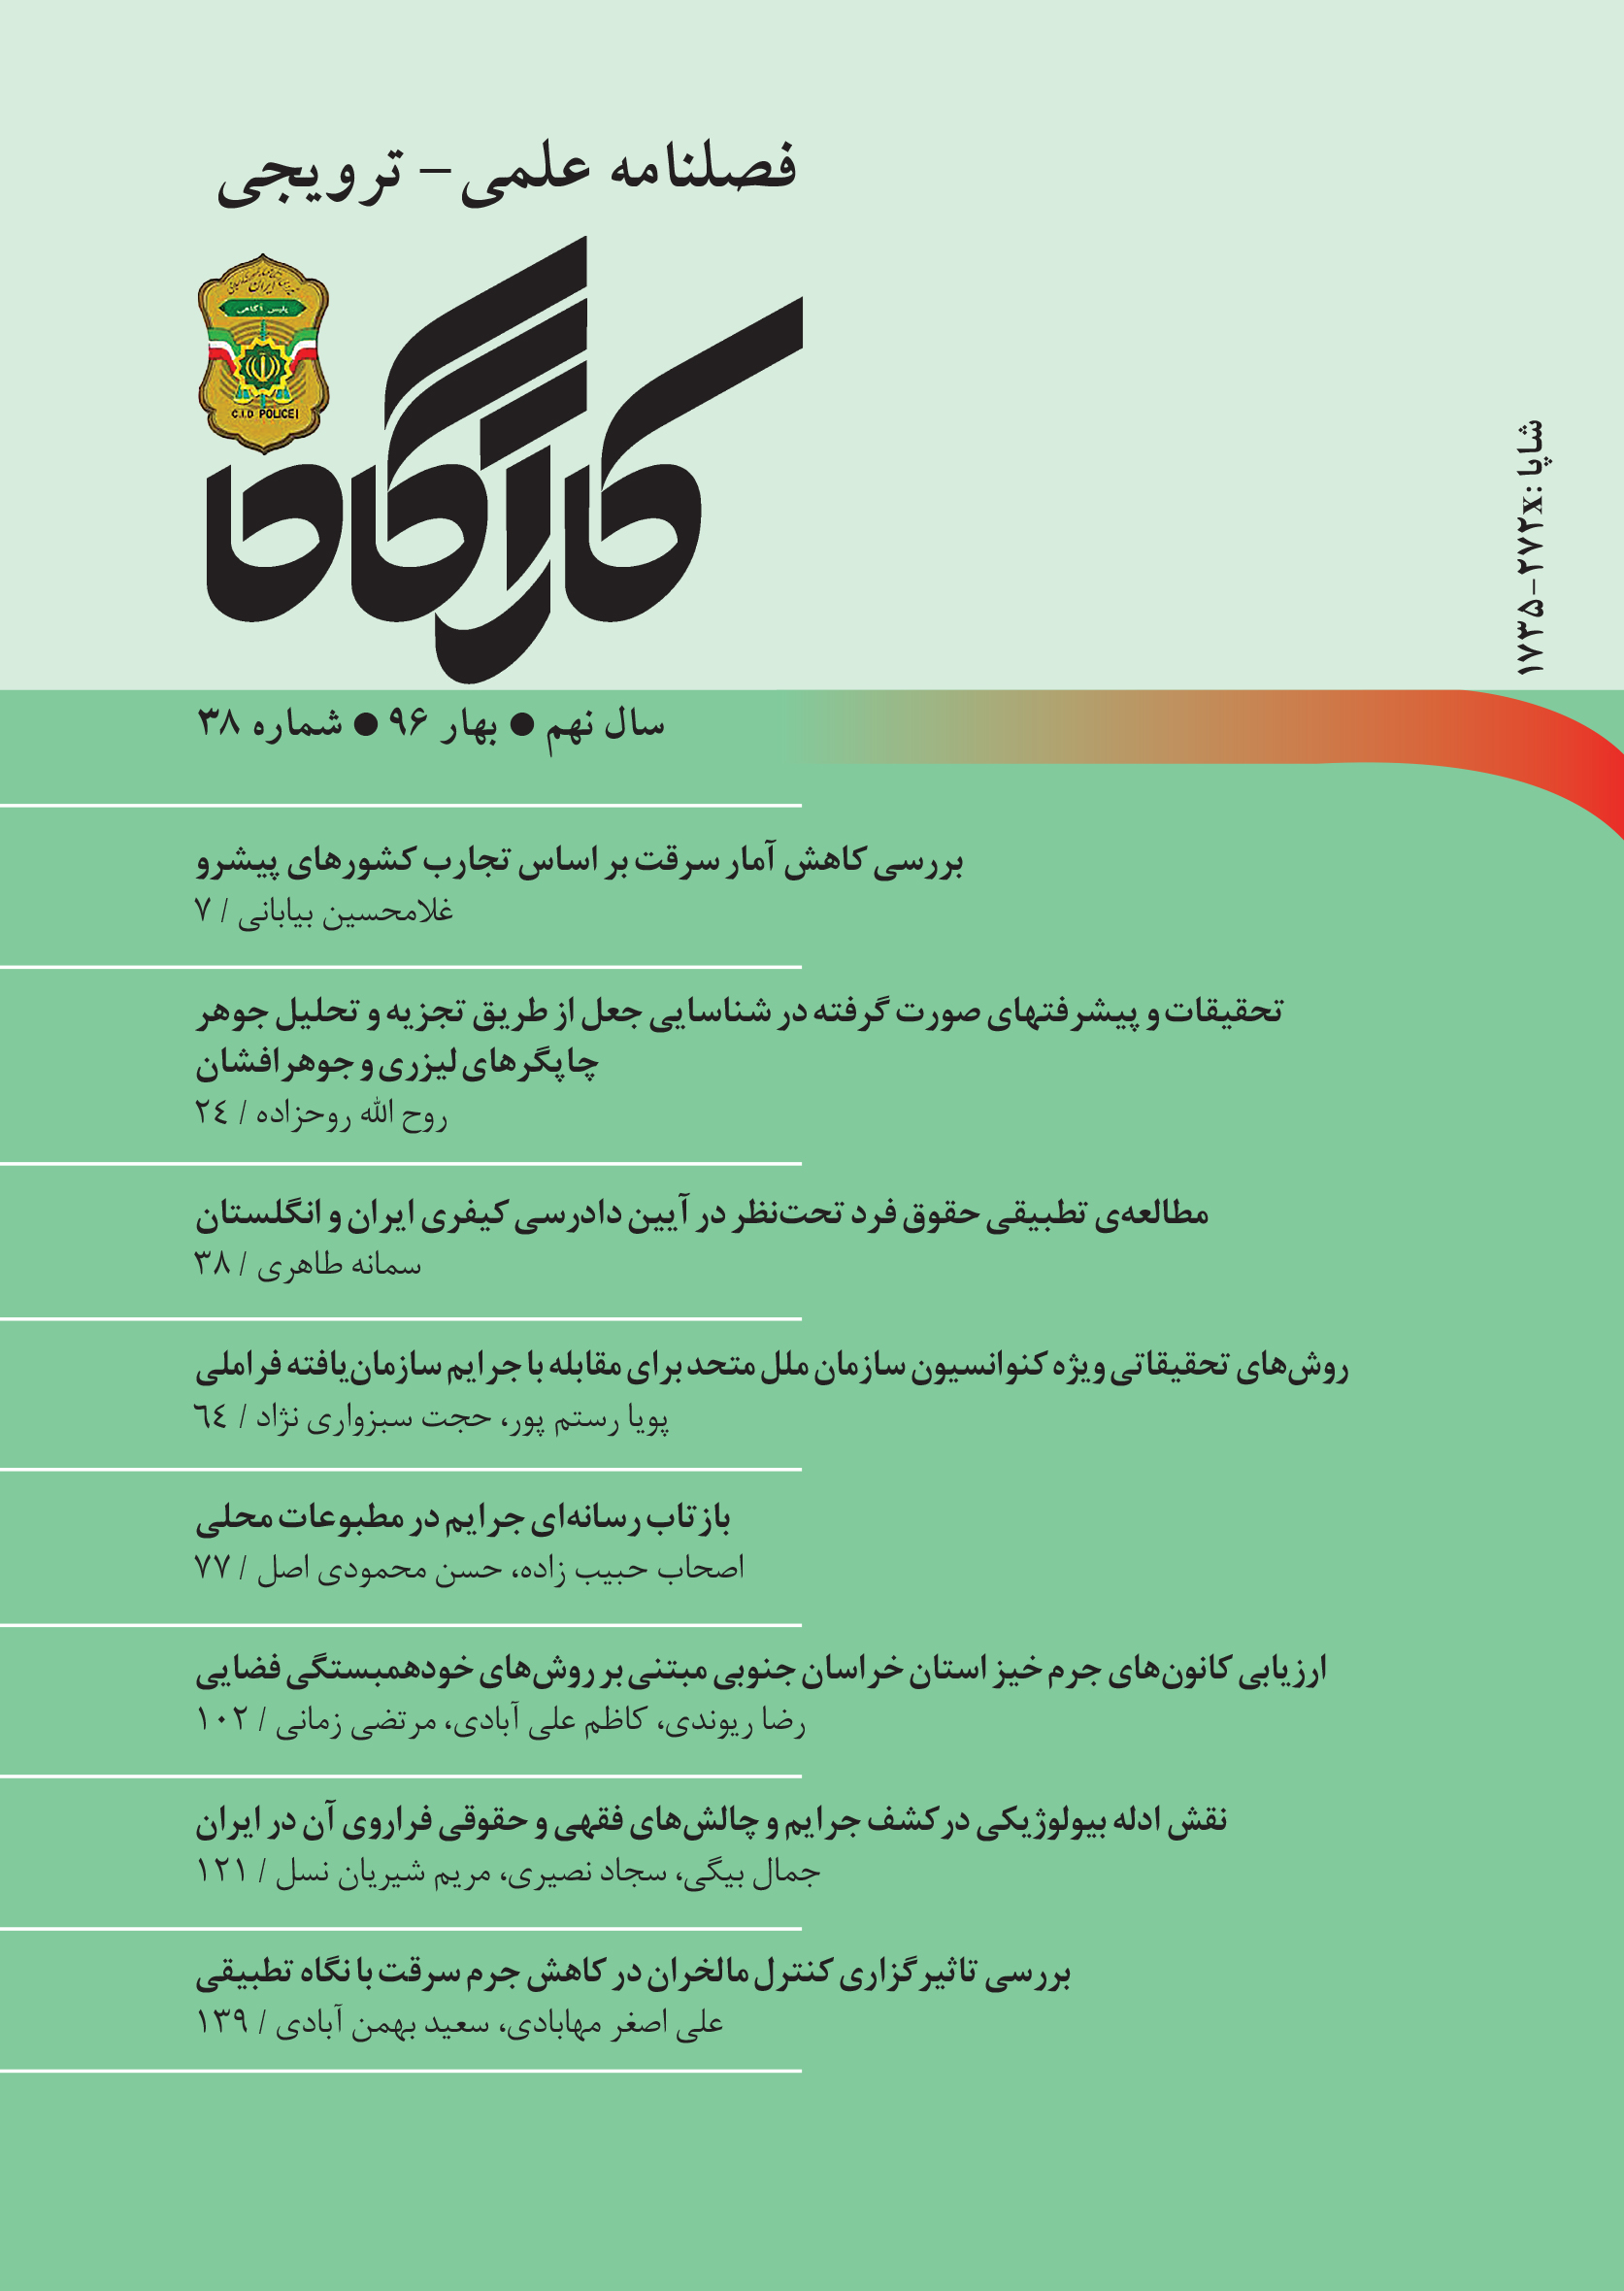 فصلنامه علمی - ترویجی
کارآگاه
پلیس آگاهی
C.I.D POLICE
شاپا: ۱۷۳۵-۲۷۲x
سال نهم ● بهار ۹۶ ● شماره ۳۸
بررسی کاهش آمار سرقت بر اساس تجارب کشورهای پیشرو
غلامحسین بیابانی / ۷
تحقیقات و پیشرفتهای صورت گرفته در شناسایی جعل از طریق تجزیه و تحلیل جوهر
چاپگرهای لیزری و جوهرافشان
روح الله روحزاده / ۲٤
مطالعه‌ی تطبیقی حقوق فرد تحت‌نظر در آیین دادرسی کیفری ایران و انگلستان
سمانه طاهری / ۳۸
روش‌های تحقیقاتی ویژه کنوانسیون سازمان ملل متحد برای مقابله با جرایم سازمان‌یافته فراملی
پویا رستم پور، حجت سبزواری نژاد / ٦٤
بازتاب رسانه‌ای جرایم در مطبوعات محلی
اصحاب حبیب زاده، حسن محمودی اصل / ۷۷
ارزیابی کانون‌های جرم خیز استان خراسان جنوبی مبتنی بر روش‌های خودهمبستگی فضایی
رضا ریوندی، کاظم علی آبادی، مرتضی زمانی / ۱۰۲
نقش ادله بیولوژیکی در کشف جرایم و چالش‌های فقهی و حقوقی فراروی آن در ایران
جمال بیگی، سجاد نصیری، مریم شیریان نسل / ۱۲۱
بررسی تاثیرگزاری کنترل مالخران در کاهش جرم سرقت با نگاه تطبیقی
علی اصغر مهابادی، سعید بهمن آبادی / ۱۳۹